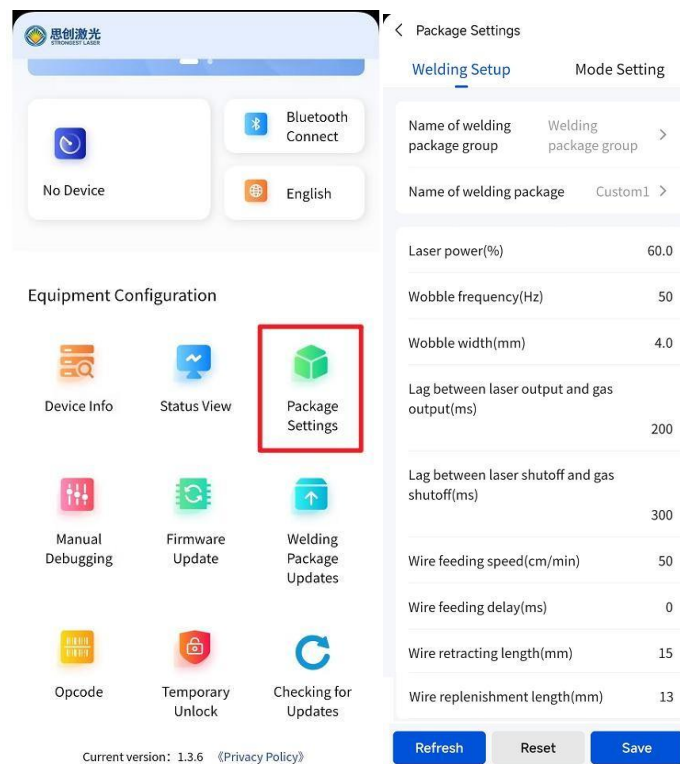 思创激光
STRONGEST LASER
Bluetooth
Connect
No Device
English
Equipment Configuration
Device Info
Status View
Package
Settings
Manual
Debugging
Firmware
Update
Welding
Package
Updates
Opcode
Temporary
Unlock
Checking for
Updates
Current version：1.3.6 《Privacy Policy》
Package Settings
Welding Setup
Mode Setting
Name of welding
package group
Welding
package group
Name of welding package Custom1
Laser power(%) 60.0
Wobble frequency(Hz) 50
Wobble width(mm) 4.0
Lag between laser output and gas
output(ms)
200
Lag between laser shutoff and gas
shutoff(ms)
300
Wire feeding speed(cm/min) 50
Wire feeding delay(ms) 0
Wire retracting length(mm) 15
Wire replenishment length(mm) 13
Refresh
Reset
Save